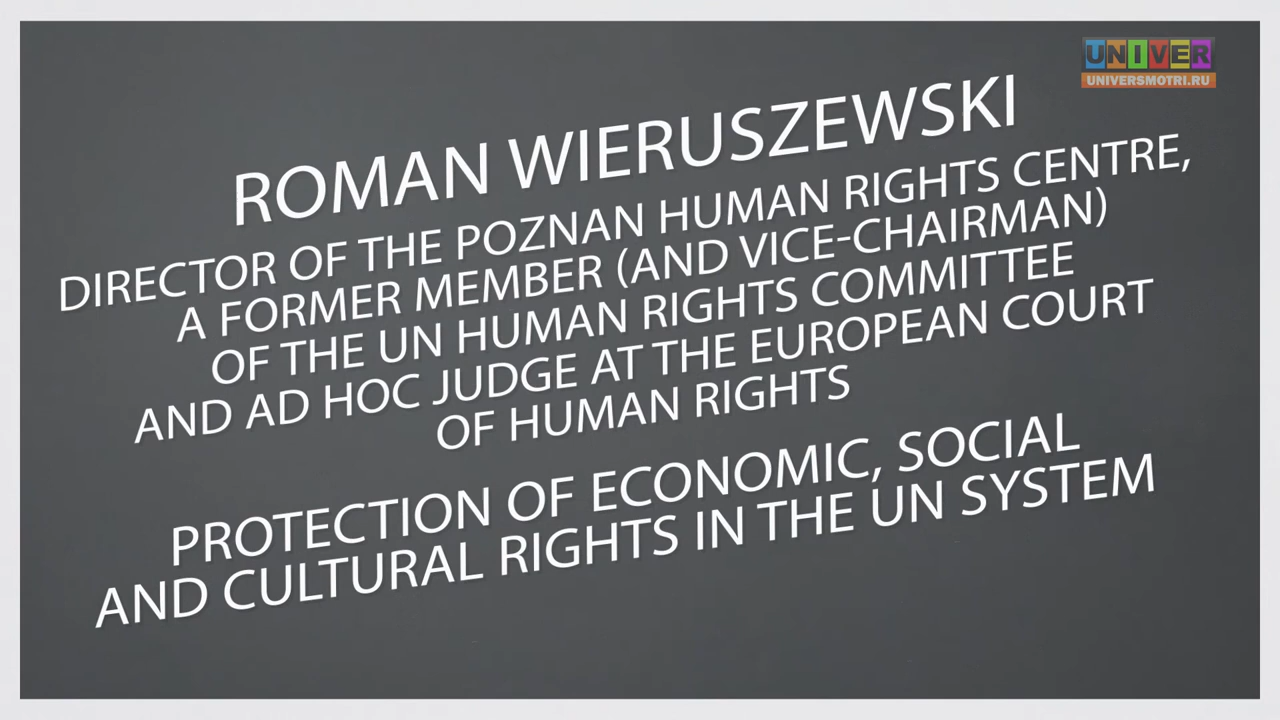 UNIVER
UNIVERSMOTRI.RU
ROMAN WIERUSZEWSKI
DIRECTOR OF THE POZNAN HUMAN RIGHTS CENTRE,
A FORMER MEMBER (AND VICE-CHAIRMAN)
OF THE UN HUMAN RIGHTS COMMITTEE
AND AD HOC JUDGE AT THE EUROPEAN COURT
OF HUMAN RIGHTS
PROTECTION OF ECONOMIC, SOCIAL
AND CULTURAL RIGHTS IN THE UN SYSTEM